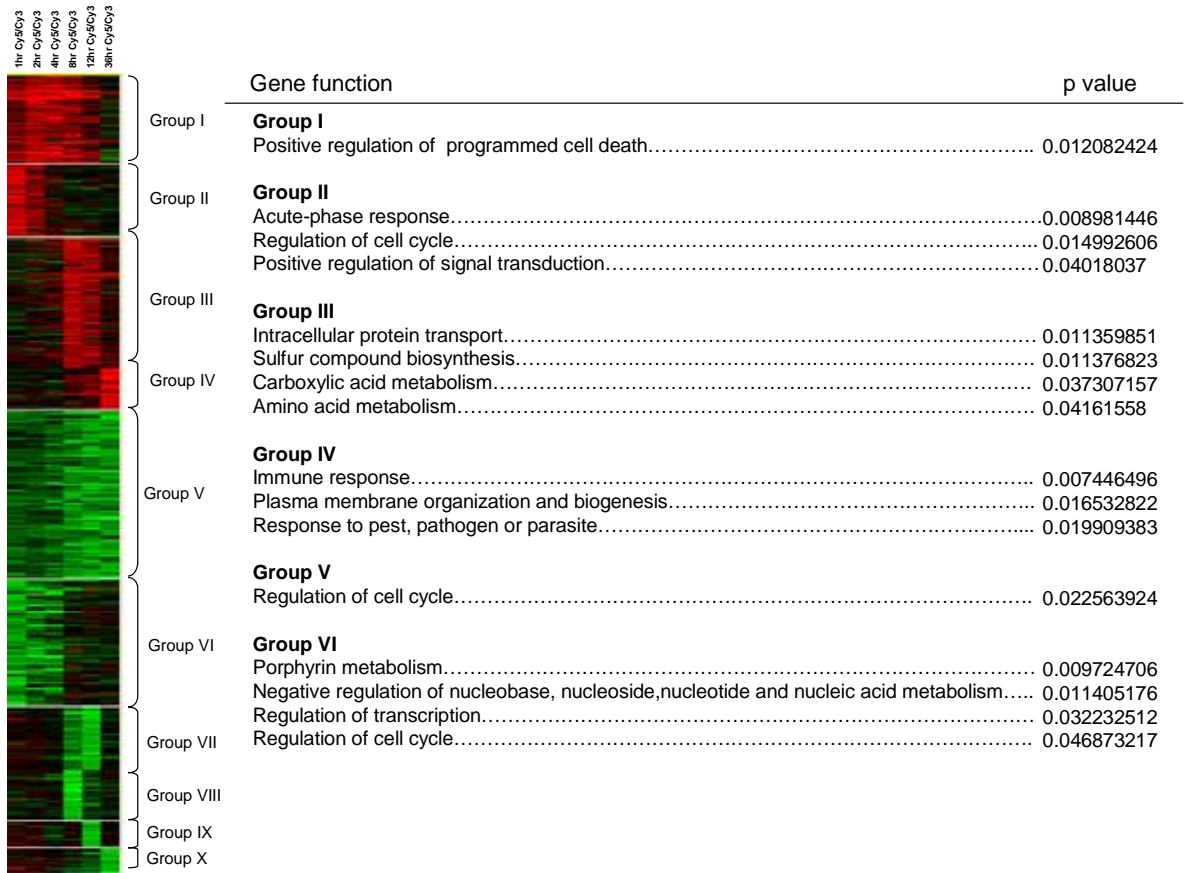 1hr Cy5/Cy3
2hr Cy5/Cy3
4hr Cy5/Cy3
8hr Cy5/Cy3
12hr Cy5/Cy3
36hr Cy5/Cy3
Group I
Group II
Group III
Group IV
Group V
Group VI
Group VII
Group VIII
Group IX
Group X
Gene function p value
Group I
Positive regulation of programmed cell death…………………………………………………………….. 0.012082424
Group II
Acute-phase response……………………………………………………………………………………………0.008981446
Regulation of cell cycle…………………………………………………………………………………………... 0.014992606
Positive regulation of signal transduction……………………………………………………………………… 0.04018037
Group III
Intracellular protein transport…………………………………………………………………………………….. 0.011359851
Sulfur compound biosynthesis………………………………………………………………………………….. 0.011376823
Carboxylic acid metabolism……………………………………………………………………………………… 0.037307157
Amino acid metabolism………………………………………………………………………………………….. 0.04161558
Group IV
Immune response………………………………………………………………………………………………….. 0.007446496
Plasma membrane organization and biogenesis…………………………………………………………... 0.016532822
Response to pest, pathogen or parasite……………………………………………………………………….... 0.019909383
Group V
Regulation of cell cycle………………………………………………………………………………………….. 0.022563924
Group VI
Porphyrin metabolism……………………………………………………………………………………………… 0.009724706
Negative regulation of nucleobase, nucleoside,nucleotide and nucleic acid metabolism….. 0.011405176
Regulation of transcription………………………………………………………………………………………… 0.032232512
Regulation of cell cycle………………………………………………………………………………………….. 0.046873217